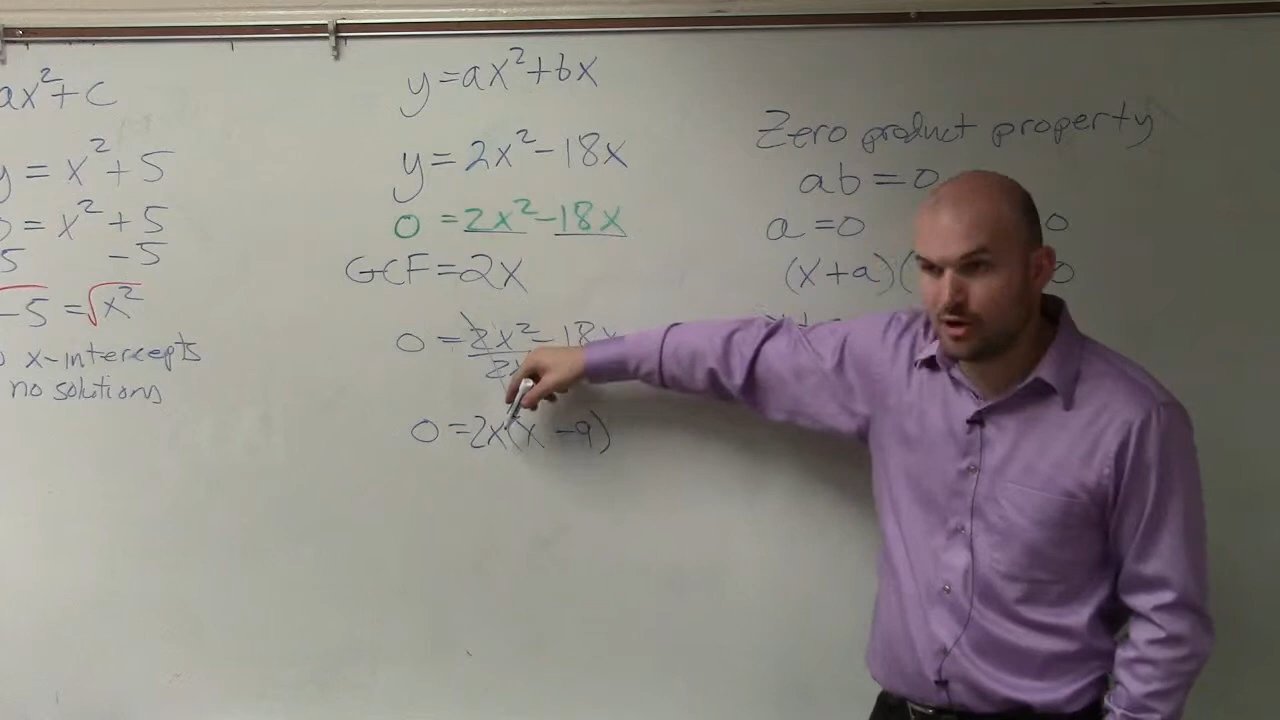 ax² + c
y = x² + 5
0 = x² + 5
5 -5
-5 = √x²
x-intercepts
no solutions
y = ax² + bx
y = 2x² - 18x
0 = 2x² - 18x
GCF = 2x
0 = 2x² - 18x
2x
0 = 2x(x - 9)
Zero product property
ab = 0
a = 0 0
(x + a)( 0